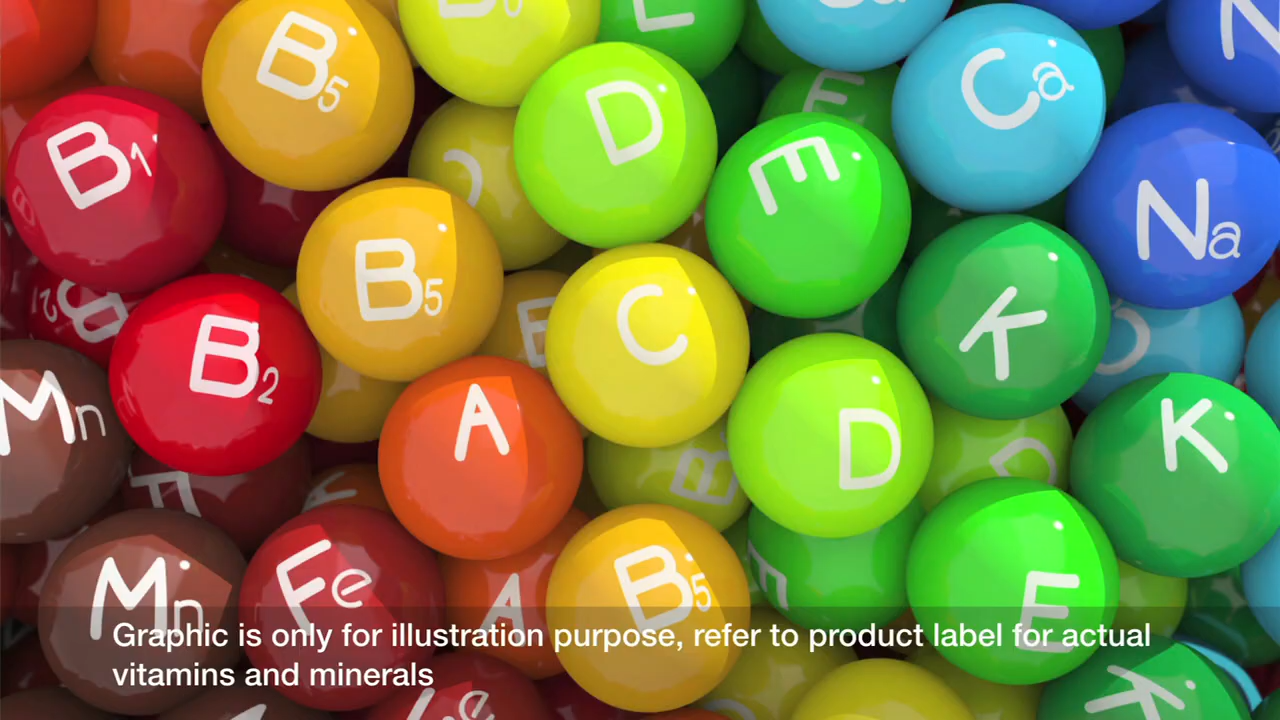 B5
D
Ca
E
B1
Na
B5
C
K
B2
A
D
K
Mn
Mn
Fe
A
B5
E
Graphic is only for illustration purpose, refer to product label for actual
vitamins and minerals
K
Fe